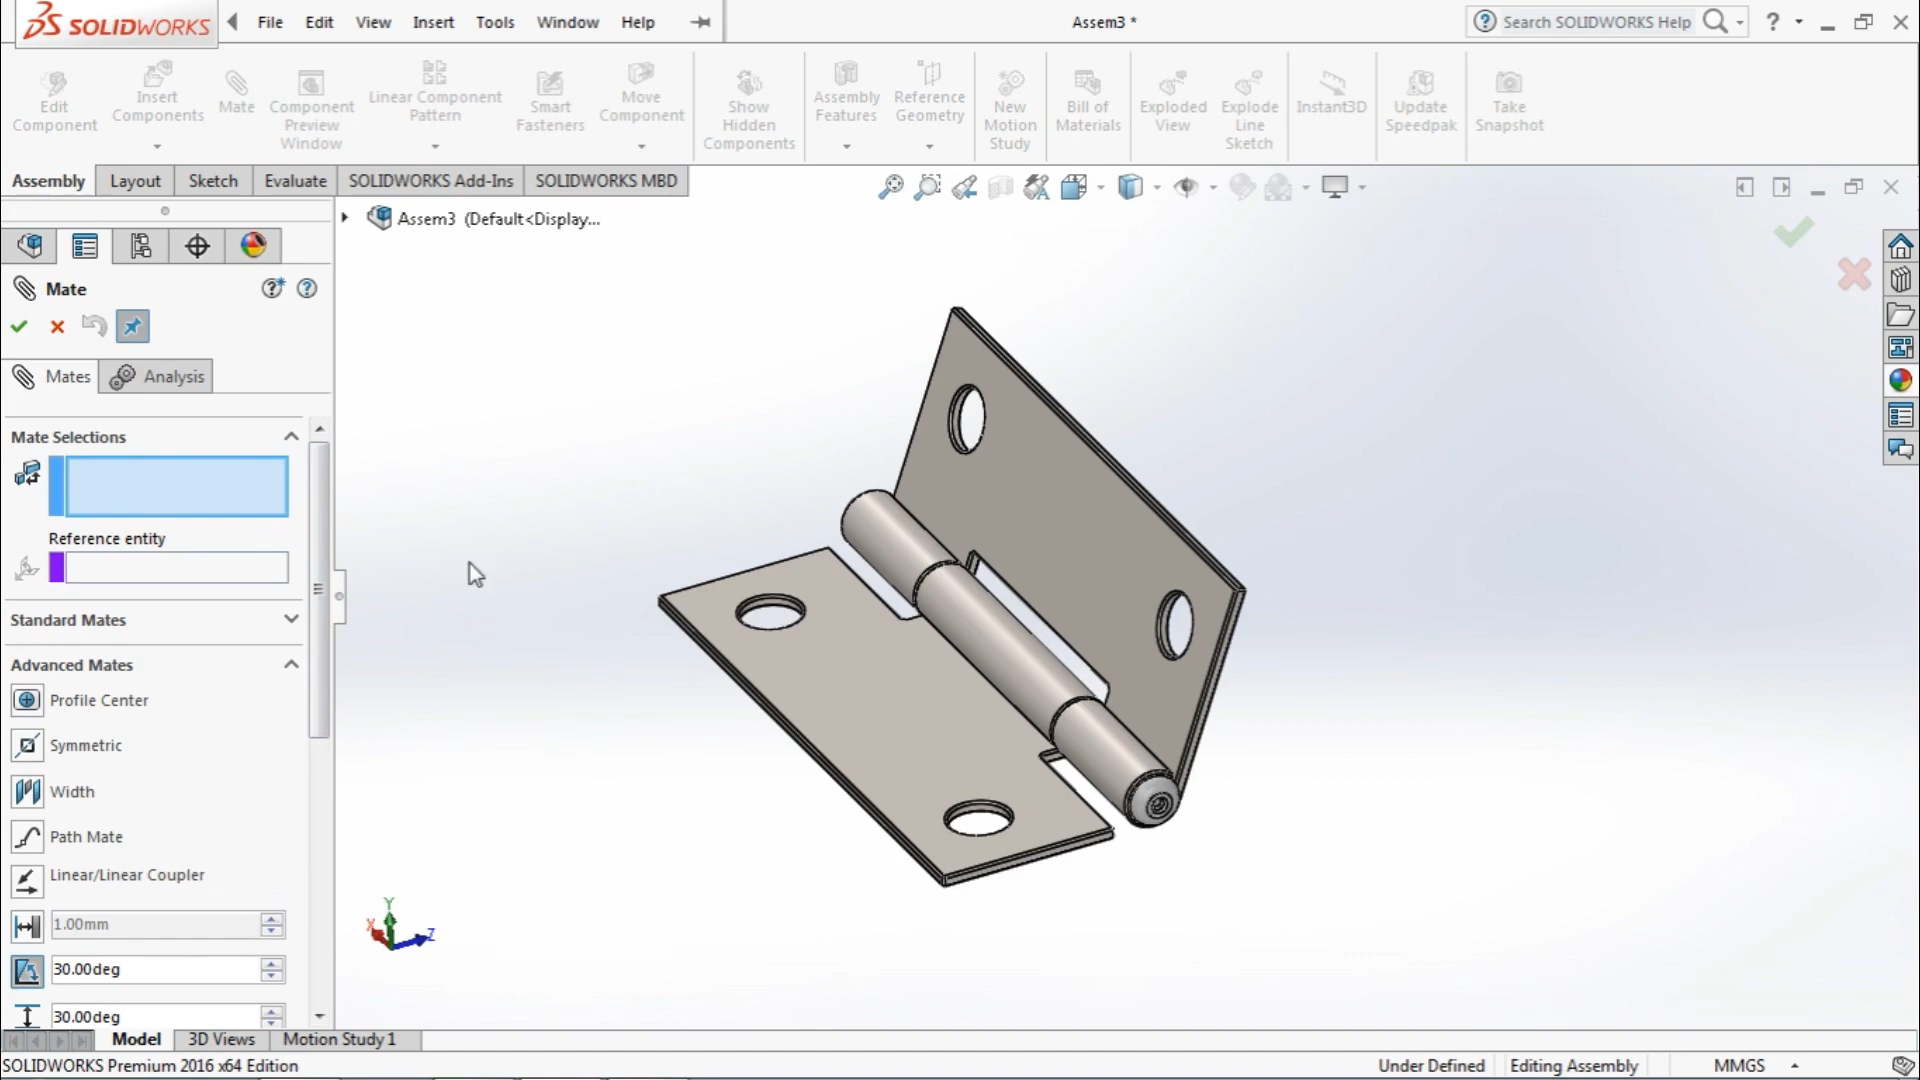 SOLIDWORKS File Edit View Insert Tools Window Help Assem3 * Search SOLIDWORKS Help ?
Edit Component
Insert Components
Mate
Component Preview Window
Linear Component Pattern
Smart Fasteners
Move Component
Show Hidden Components
Assembly Features
Reference Geometry
New Motion Study
Bill of Materials
Exploded View
Explode Line Sketch
Instant3D
Update Speedpak
Take Snapshot
Assembly Layout Sketch Evaluate SOLIDWORKS Add-Ins SOLIDWORKS MBD
Assem3 (Default<Display...
Mate
Mates Analysis
Mate Selections
Reference entity
Standard Mates
Advanced Mates
Profile Center
Symmetric
Width
Path Mate
Linear/Linear Coupler
1.00mm
30.00deg
30.00deg
Y
X
Z
Model 3D Views Motion Study 1
SOLIDWORKS Premium 2016 x64 Edition Under Defined Editing Assembly MMGS